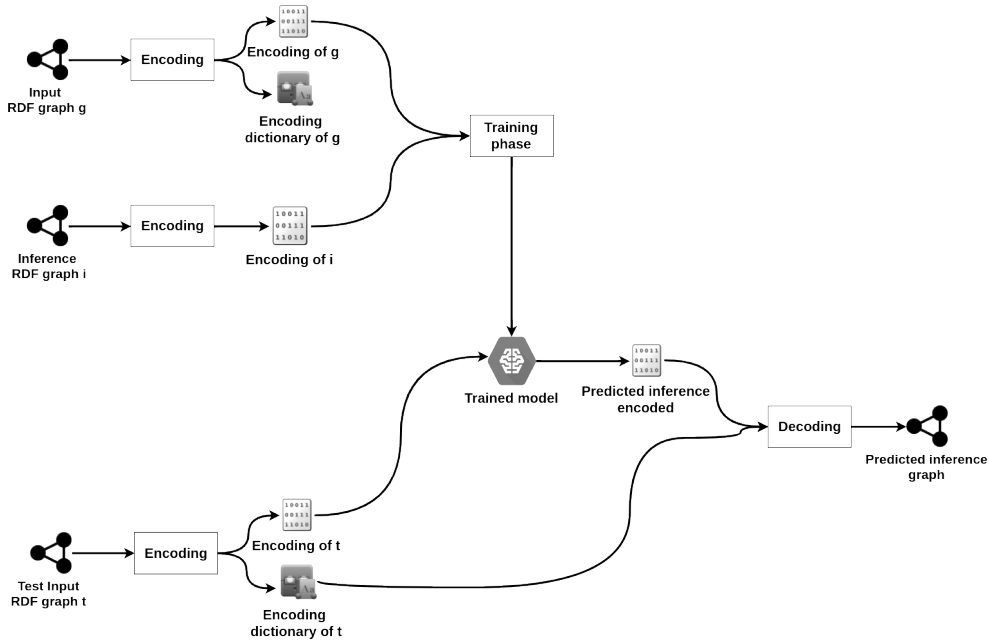 10011
00111
11010
Encoding of g
Encoding
Input
RDF graph g
Encoding
dictionary of g
Training
phase
Encoding
10011
00111
11010
Encoding of i
Inference
RDF graph i
Trained model
10011
00111
11010
Predicted inference
encoded
Decoding
Predicted inference
graph
10011
00111
11010
Encoding of t
Encoding
Test Input
RDF graph t
Encoding
dictionary of t